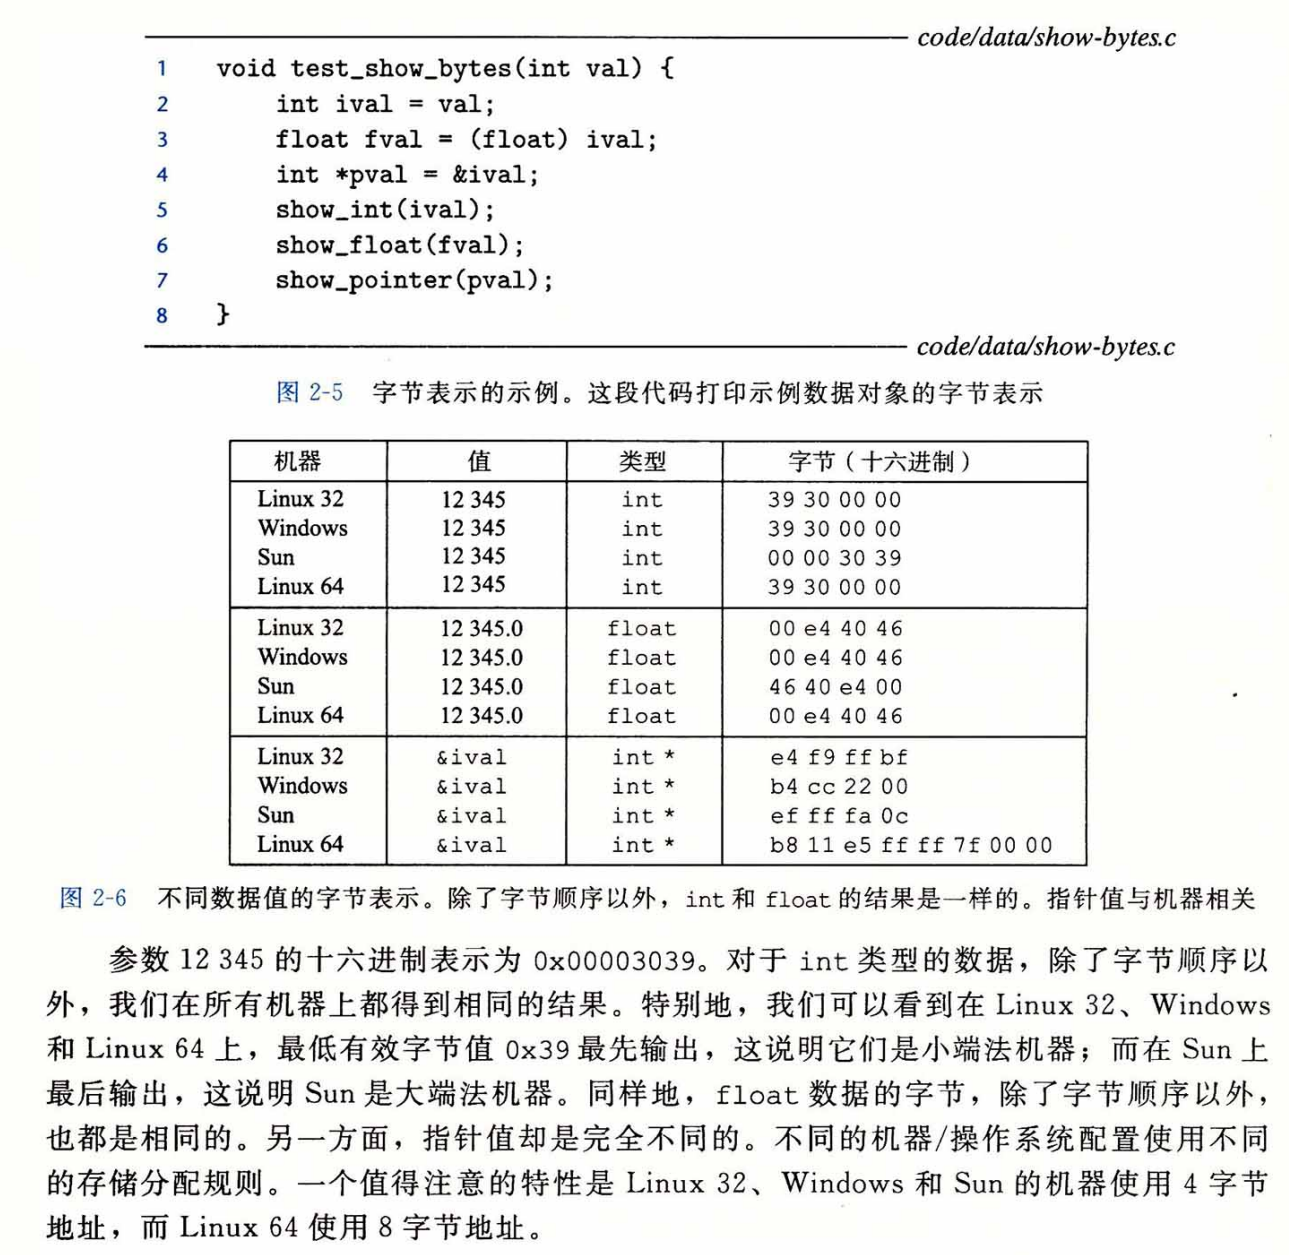 code/data/show-bytes.c
1 void test_show_bytes(int val) {
2 int ival = val;
3 float fval = (float) ival;
4 int *pval = &ival;
5 show_int(ival);
6 show_float(fval);
7 show_pointer(pval);
8 }
code/data/show-bytes.c
图 2-5 字节表示的示例。这段代码打印示例数据对象的字节表示
机器 值 类型 字节（十六进制）
Linux 32 12 345 int 39 30 00 00
Windows 12 345 int 39 30 00 00
Sun 12 345 int 00 00 30 39
Linux 64 12 345 int 39 30 00 00
Linux 32 12 345.0 float 00 e4 40 46
Windows 12 345.0 float 00 e4 40 46
Sun 12 345.0 float 46 40 e4 00
Linux 64 12 345.0 float 00 e4 40 46
Linux 32 &ival int * e4 f9 ff bf
Windows &ival int * b4 cc 22 00
Sun &ival int * ef ff fa 0c
Linux 64 &ival int * b8 11 e5 ff ff 7f 00 00
图 2-6 不同数据值的字节表示。除了字节顺序以外，int 和 float 的结果是一样的。指针值与机器相关
参数 12 345 的十六进制表示为 0x00003039。对于 int 类型的数据，除了字节顺序以
外，我们在所有机器上都得到相同的结果。特别地，我们可以看到在 Linux 32、Windows
和 Linux 64 上，最低有效字节值 0x39 最先输出，这说明它们是小端法机器；而在 Sun 上
最后输出，这说明 Sun 是大端法机器。同样地，float 数据的字节，除了字节顺序以外，
也都是相同的。另一方面，指针值却是完全不同的。不同的机器/操作系统配置使用不同
的存储分配规则。一个值得注意的特性是 Linux 32、Windows 和 Sun 的机器使用 4 字节
地址，而 Linux 64 使用 8 字节地址。